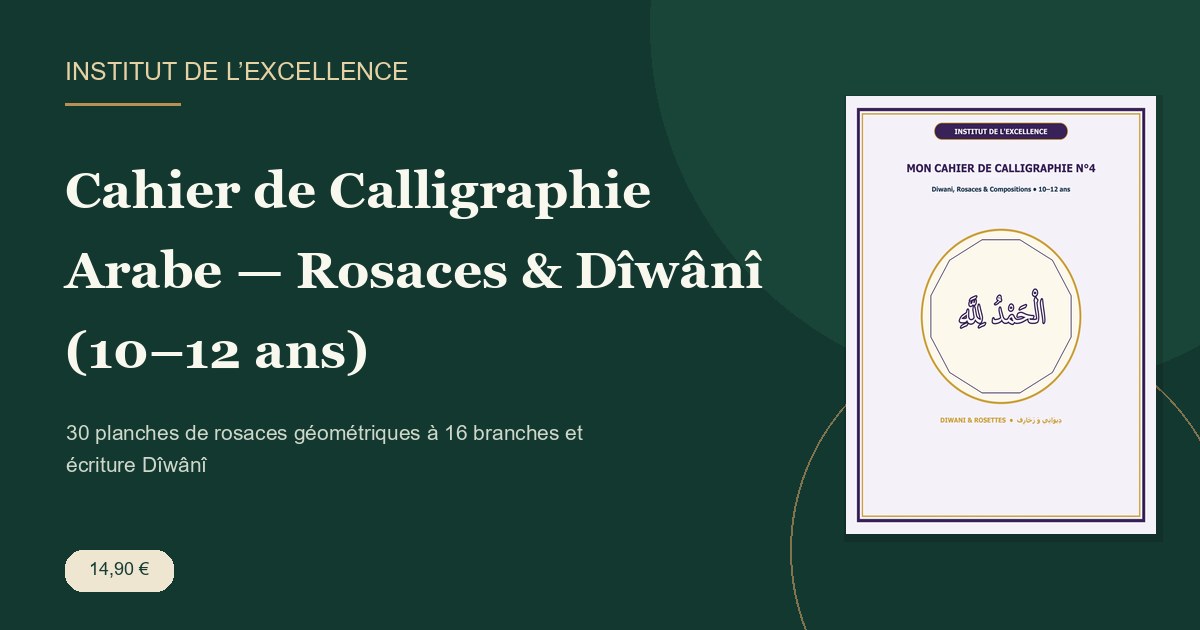 INSTITUT DE L’EXCELLENCE
Cahier de Calligraphie
Arabe — Rosaces & Dîwânî
(10–12 ans)
30 planches de rosaces géométriques à 16 branches et
écriture Dîwânî
14,90 €
INSTITUT DE L'EXCELLENCE
MON CAHIER DE CALLIGRAPHIE N°4
Diwani, Rosaces & Compositions • 10–12 ans
الْحَمْدُ لِلَّهِ
DIWANI & ROSETTES • ديواني و زخارف